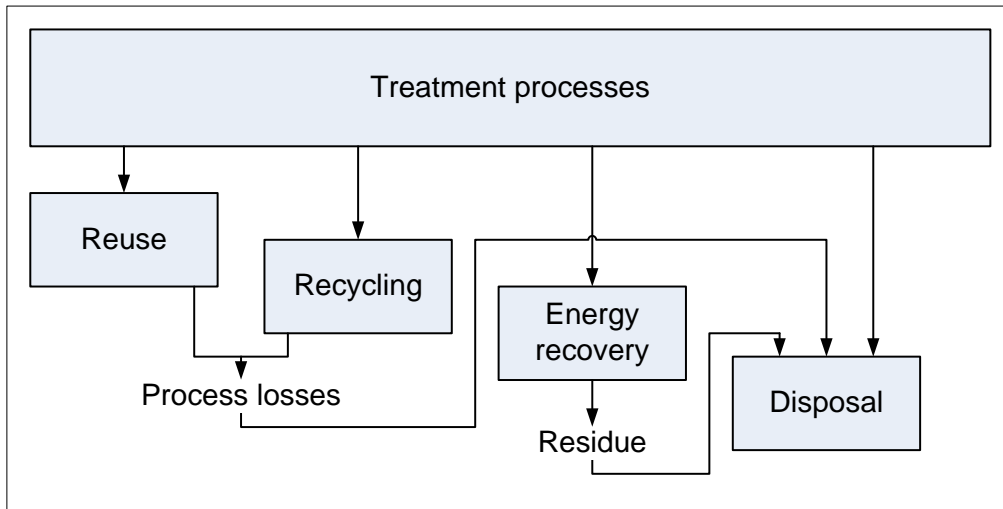 Treatment processes
Reuse
Recycling
Energy
recovery
Process losses
Disposal
Residue